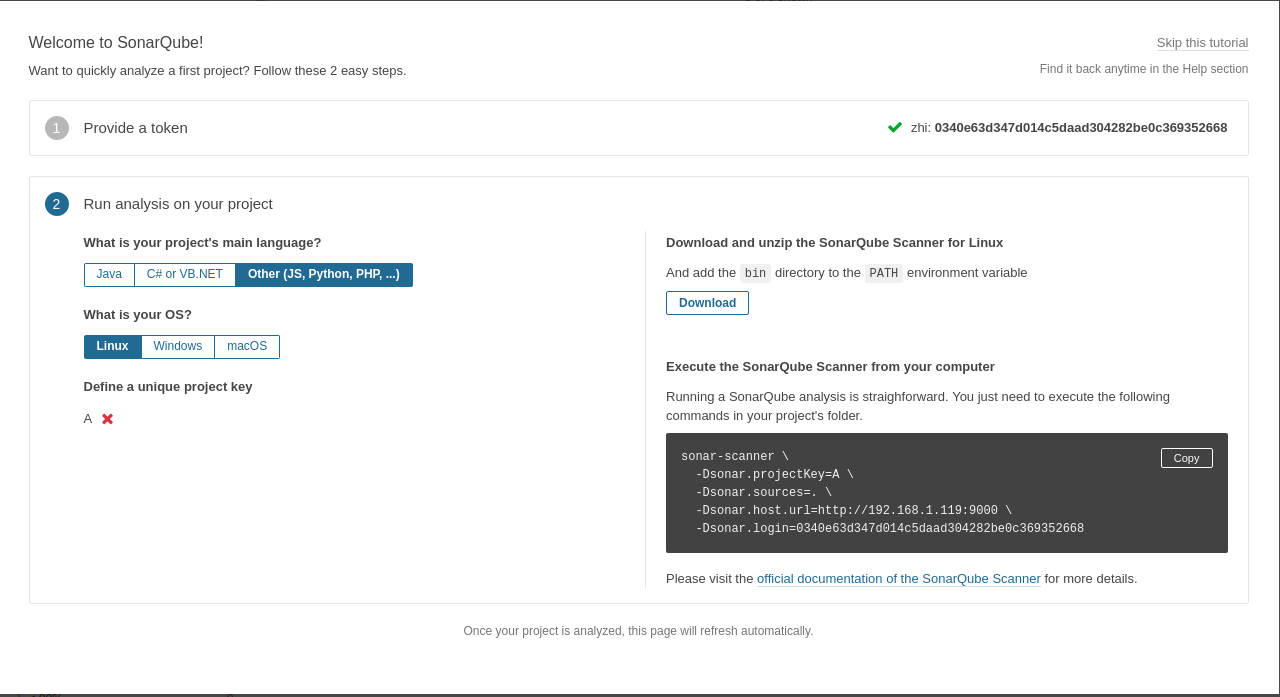 Welcome to SonarQube!
Skip this tutorial
Want to quickly analyze a first project? Follow these 2 easy steps.
Find it back anytime in the Help section
1 Provide a token
zhi: 0340e63d347d014c5daad304282be0c369352668
2 Run analysis on your project
What is your project's main language?
Java C# or VB.NET Other (JS, Python, PHP, ...)
What is your OS?
Linux Windows macOS
Define a unique project key
A
Download and unzip the SonarQube Scanner for Linux
And add the bin directory to the PATH environment variable
Download
Execute the SonarQube Scanner from your computer
Running a SonarQube analysis is straighforward. You just need to execute the following
commands in your project's folder.
Copy
sonar-scanner \
-Dsonar.projectKey=A \
-Dsonar.sources=. \
-Dsonar.host.url=http://192.168.1.119:9000 \
-Dsonar.login=0340e63d347d014c5daad304282be0c369352668
Please visit the official documentation of the SonarQube Scanner for more details.
Once your project is analyzed, this page will refresh automatically.